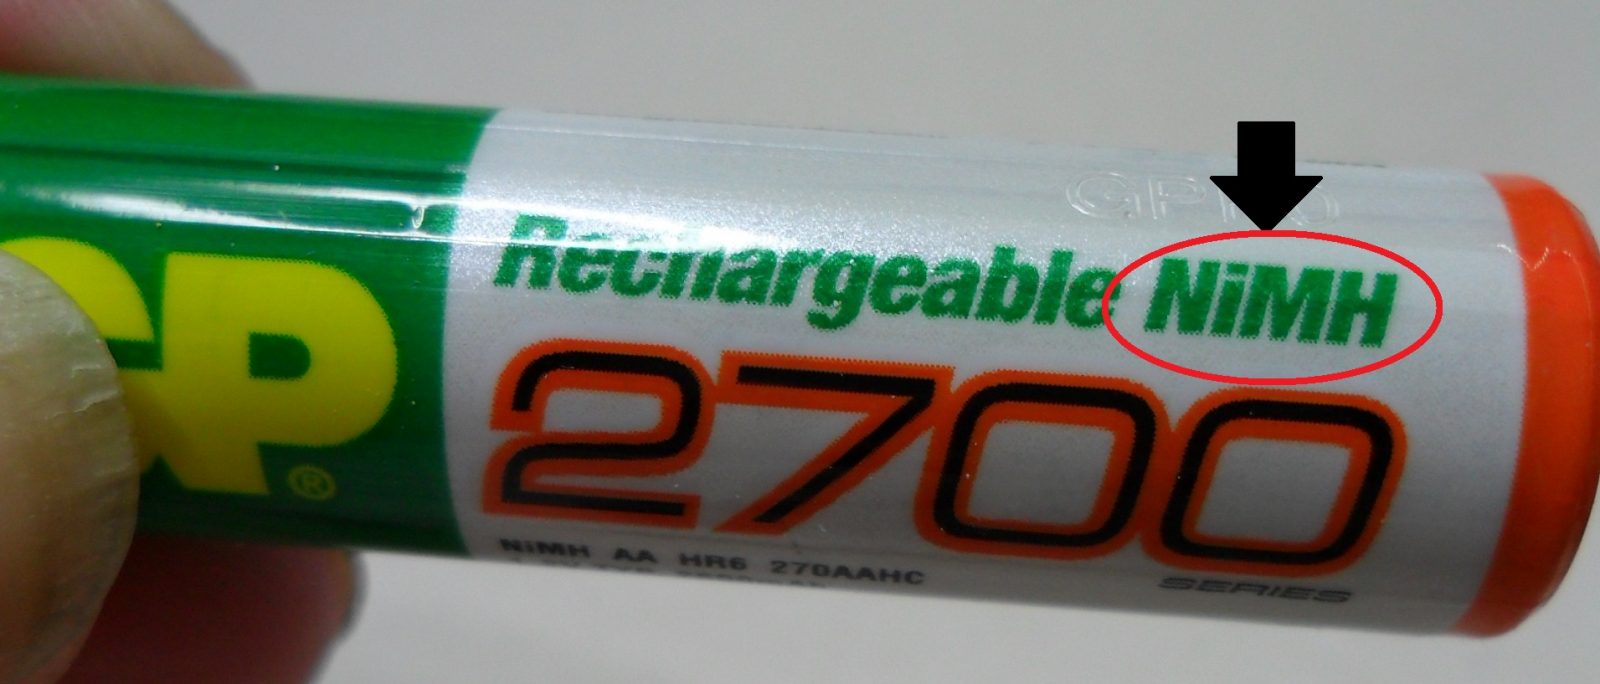 GP
®
Rechargeable NiMH
2700
SERIES
NiMH AA HR6 270AAHC